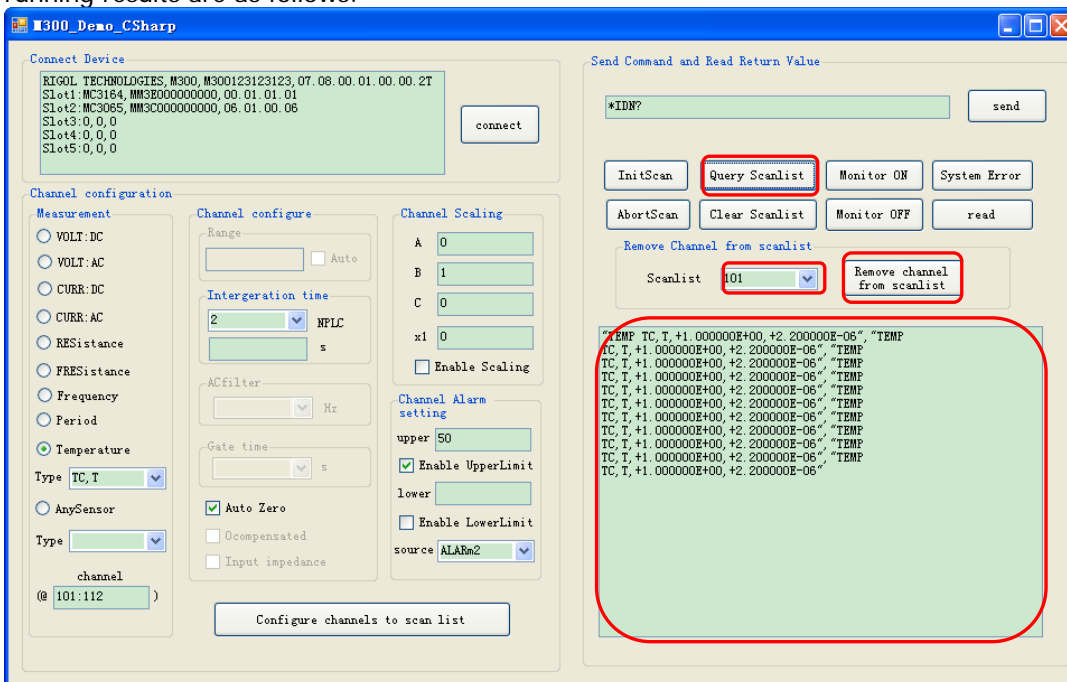 running results are as follower
M300_Demo_CSharp
Connect Device
RIGOL TECHNOLOGIES, M300, M300123123123, 07.08.00.01.00.00.2T
Slot1:MC3164, MM3E000000000, 00.01.01.01
Slot2:MC3065, MM3C000000000, 06.01.00.06
Slot3:0,0,0
Slot4:0,0,0
Slot5:0,0,0
connect
Channel configuration
Measurement
VOLT:DC
VOLT:AC
CURR:DC
CURR:AC
RESistance
FRESistance
Frequency
Period
Temperature
Type TC,T
AnySensor
Type
channel
(@ 101:112 )
Channel configure
Range
Auto
Intergeration time
2 NPLC
s
ACfilter
Hz
Gate time
s
Auto Zero
Ocompensated
Input impedance
Channel Scaling
A 0
B 1
C 0
x1 0
Enable Scaling
Channel Alarm
setting
upper 50
Enable UpperLimit
lower
Enable LowerLimit
source ALARm2
Configure channels to scan list
Send Command and Read Return Value
*IDN?
send
InitScan Query Scanlist Monitor ON System Error
AbortScan Clear Scanlist Monitor OFF read
Remove Channel from scanlist
Scanlist 101
Remove channel
from scanlist
"TEMP TC,T,+1.000000E+00,+2.200000E-06","TEMP
TC,T,+1.000000E+00,+2.200000E-06","TEMP
TC,T,+1.000000E+00,+2.200000E-06","TEMP
TC,T,+1.000000E+00,+2.200000E-06","TEMP
TC,T,+1.000000E+00,+2.200000E-06","TEMP
TC,T,+1.000000E+00,+2.200000E-06","TEMP
TC,T,+1.000000E+00,+2.200000E-06","TEMP
TC,T,+1.000000E+00,+2.200000E-06","TEMP
TC,T,+1.000000E+00,+2.200000E-06","TEMP
TC,T,+1.000000E+00,+2.200000E-06","TEMP
TC,T,+1.000000E+00,+2.200000E-06"